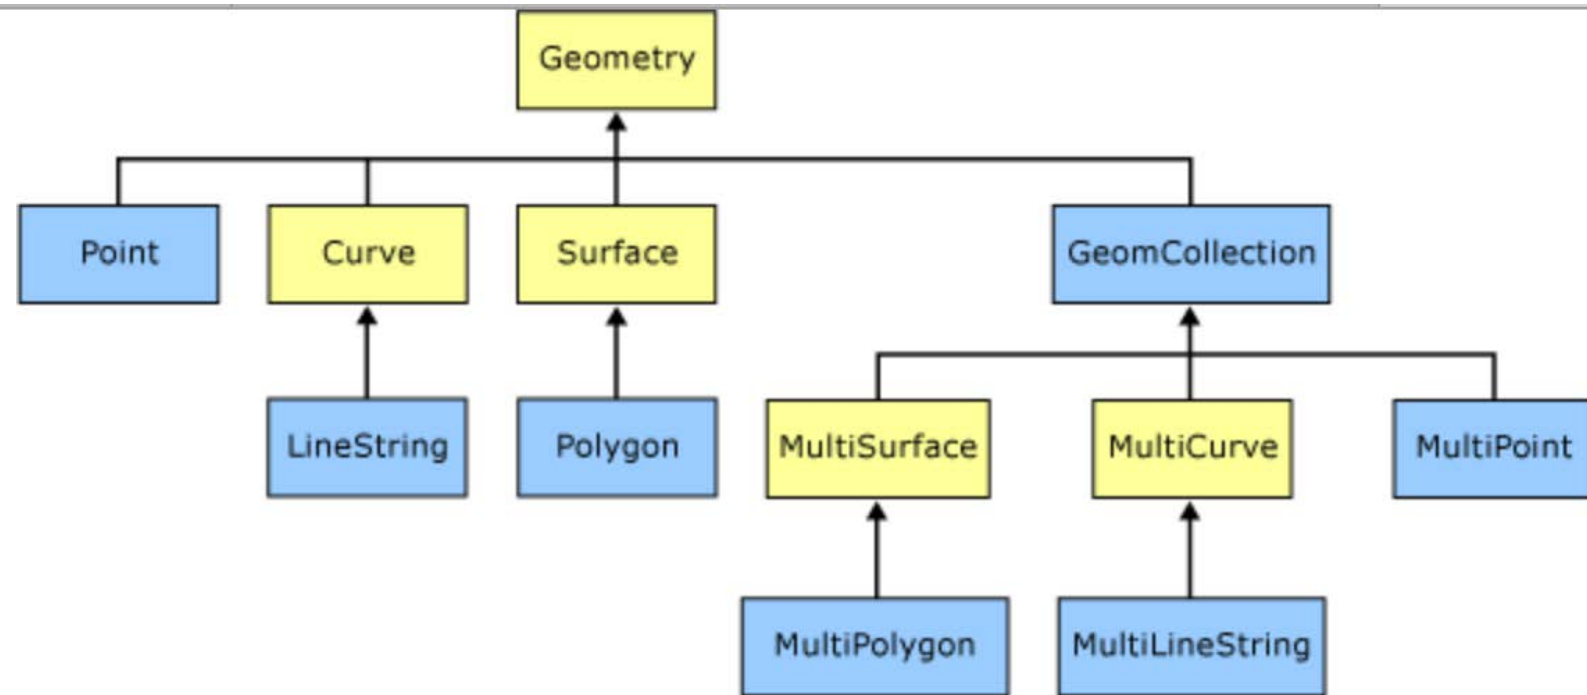 Geometry
Point
Curve
Surface
GeomCollection
LineString
Polygon
MultiSurface
MultiCurve
MultiPoint
MultiPolygon
MultiLineString